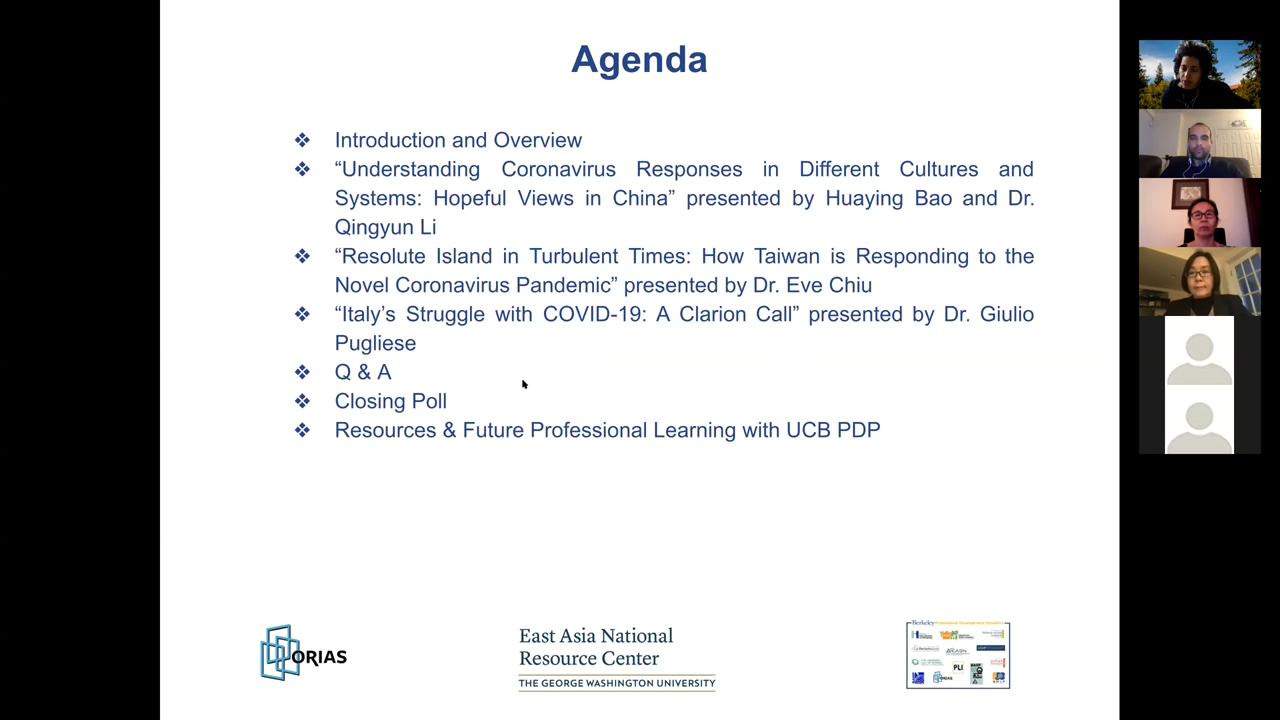 Agenda
❖ Introduction and Overview
❖ “Understanding Coronavirus Responses in Different Cultures and
Systems: Hopeful Views in China” presented by Huaying Bao and Dr.
Qingyun Li
❖ “Resolute Island in Turbulent Times: How Taiwan is Responding to the
Novel Coronavirus Pandemic” presented by Dr. Eve Chiu
❖ “Italy’s Struggle with COVID-19: A Clarion Call” presented by Dr. Giulio
Pugliese
❖ Q & A
❖ Closing Poll
❖ Resources & Future Professional Learning with UCB PDP
ORIAS
East Asia National
Resource Center
THE GEORGE WASHINGTON UNIVERSITY
Berkeley
PLI